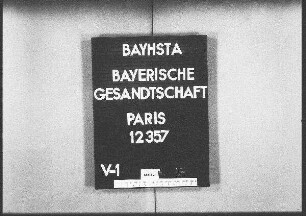 BAYHSTA
BAYERISCHE
GESANDTSCHAFT
PARIS
12357
V-1